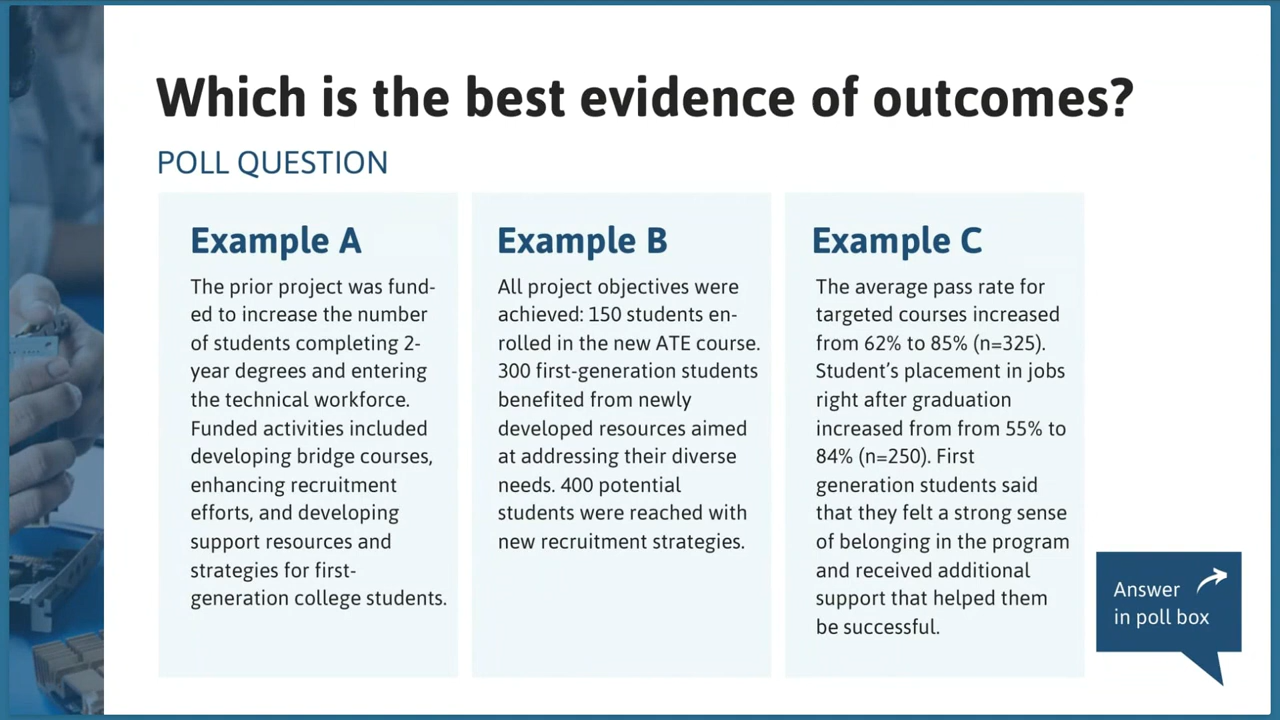 Which is the best evidence of outcomes?
POLL QUESTION
Example A
The prior project was fund-
ed to increase the number
of students completing 2-
year degrees and entering
the technical workforce.
Funded activities included
developing bridge courses,
enhancing recruitment
efforts, and developing
support resources and
strategies for first-
generation college students.
Example B
All project objectives were
achieved: 150 students en-
rolled in the new ATE course.
300 first-generation students
benefited from newly
developed resources aimed
at addressing their diverse
needs. 400 potential
students were reached with
new recruitment strategies.
Example C
The average pass rate for
targeted courses increased
from 62% to 85% (n=325).
Student’s placement in jobs
right after graduation
increased from from 55% to
84% (n=250). First
generation students said
that they felt a strong sense
of belonging in the program
and received additional
support that helped them
be successful.
Answer
in poll box